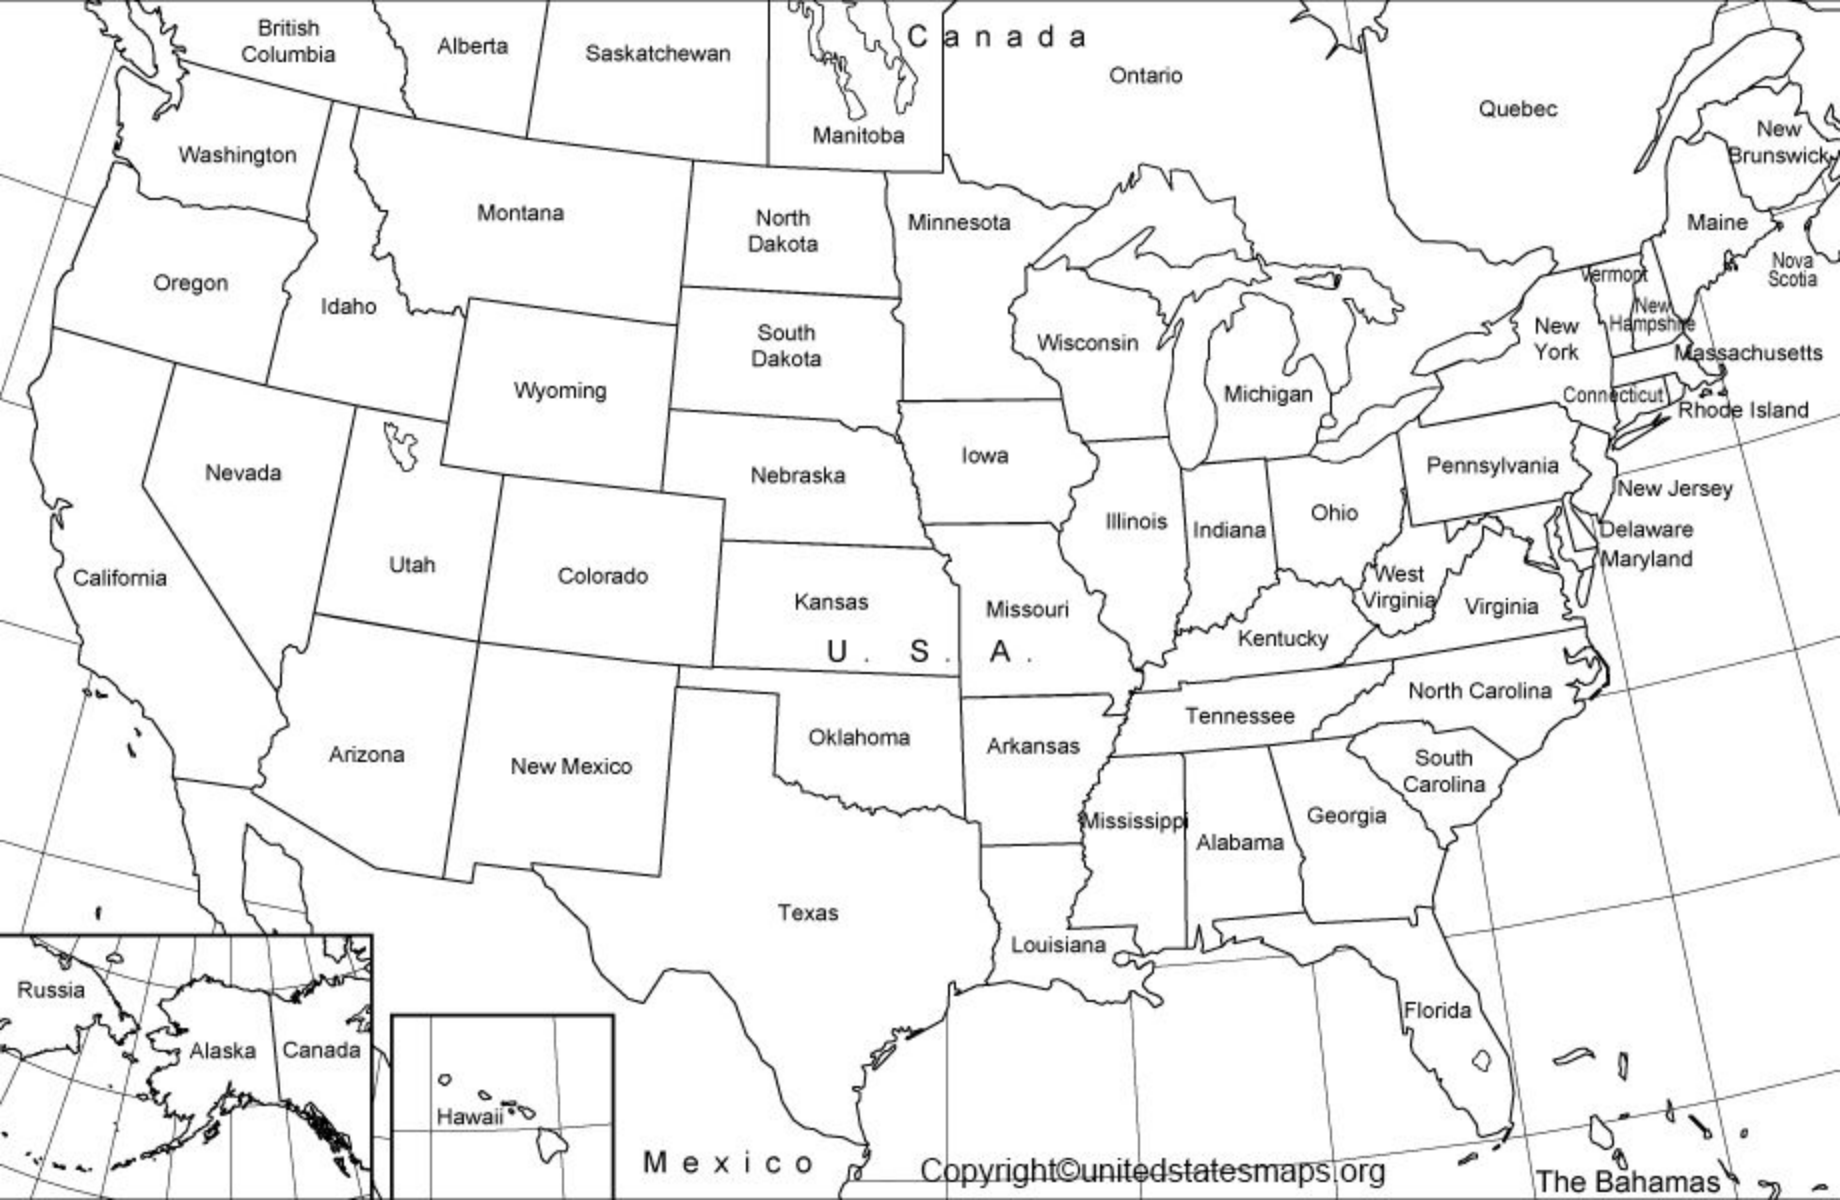 British
Columbia
Alberta
Saskatchewan
Manitoba
Canada
Ontario
Quebec
New
Brunswick
Nova
Scotia
Washington
Montana
North
Dakota
Minnesota
Maine
Oregon
Idaho
South
Dakota
Wisconsin
Vermont
New
Hampshire
New
York
Massachusetts
Wyoming
Michigan
Connecticut
Rhode Island
Nevada
Nebraska
Iowa
Pennsylvania
New Jersey
Illinois
Indiana
Ohio
Delaware
Maryland
California
Utah
Colorado
Kansas
Missouri
West
Virginia
Virginia
Kentucky
U. S. A.
North Carolina
Tennessee
Arizona
New Mexico
Oklahoma
Arkansas
South
Carolina
Mississippi
Alabama
Georgia
Texas
Louisiana
Florida
Russia
Alaska
Canada
Hawaii
Mexico
Copyright©unitedstatesmaps.org
The Bahamas